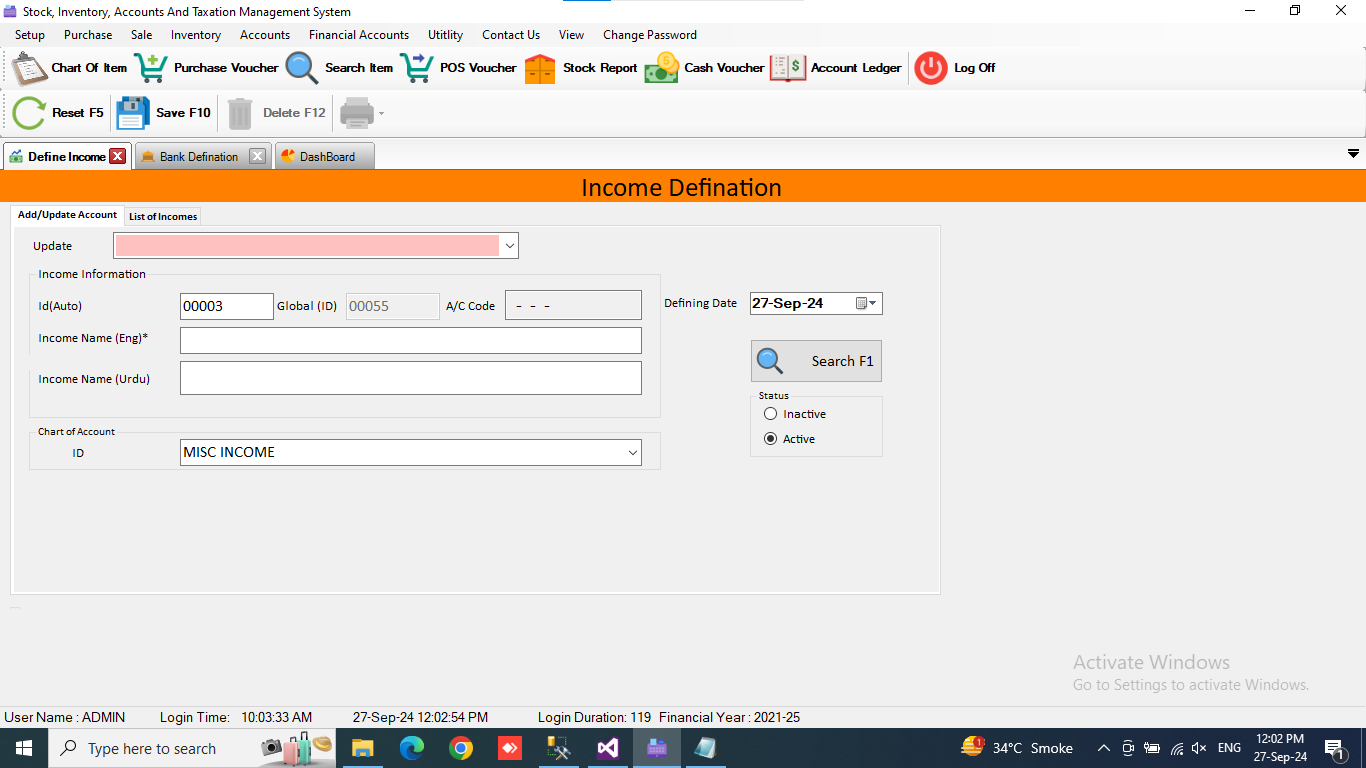 Stock, Inventory, Accounts And Taxation Management System
Setup Purchase Sale Inventory Accounts Financial Accounts Uitility Contact Us View Change Password
Chart Of Item Purchase Voucher Search Item POS Voucher Stock Report Cash Voucher Account Ledger Log Off
Reset F5 Save F10 Delete F12
Define Income Bank Defination DashBoard
Income Defination
Add/Update Account List of Incomes
Update
Income Information
Id(Auto) 00003 Global (ID) 00055 A/C Code - - - Defining Date 27-Sep-24
Income Name (Eng)*
Search F1
Income Name (Urdu)
Status
Inactive
Chart of Account
Active
ID MISC INCOME
Activate Windows
Go to Settings to activate Windows.
User Name : ADMIN Login Time: 10:03:33 AM 27-Sep-24 12:02:54 PM Login Duration: 119 Financial Year : 2021-25
Type here to search 1 34°C Smoke ENG 12:02 PM 1
27-Sep-24